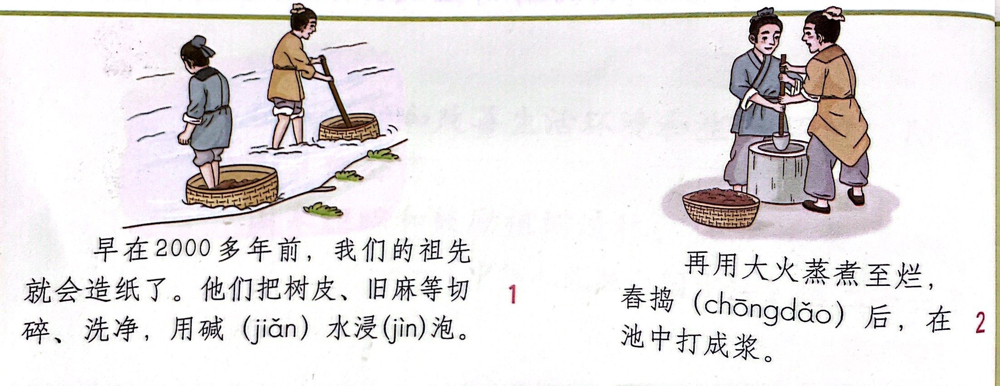 早在2000多年前，我们的祖先
就会造纸了。他们把树皮、旧麻等切
碎、洗净，用碱（jiǎn）水浸(jìn)泡。
1
再用大火蒸煮至烂，
舂捣（chōngdǎo）后，在
池中打成浆。
2